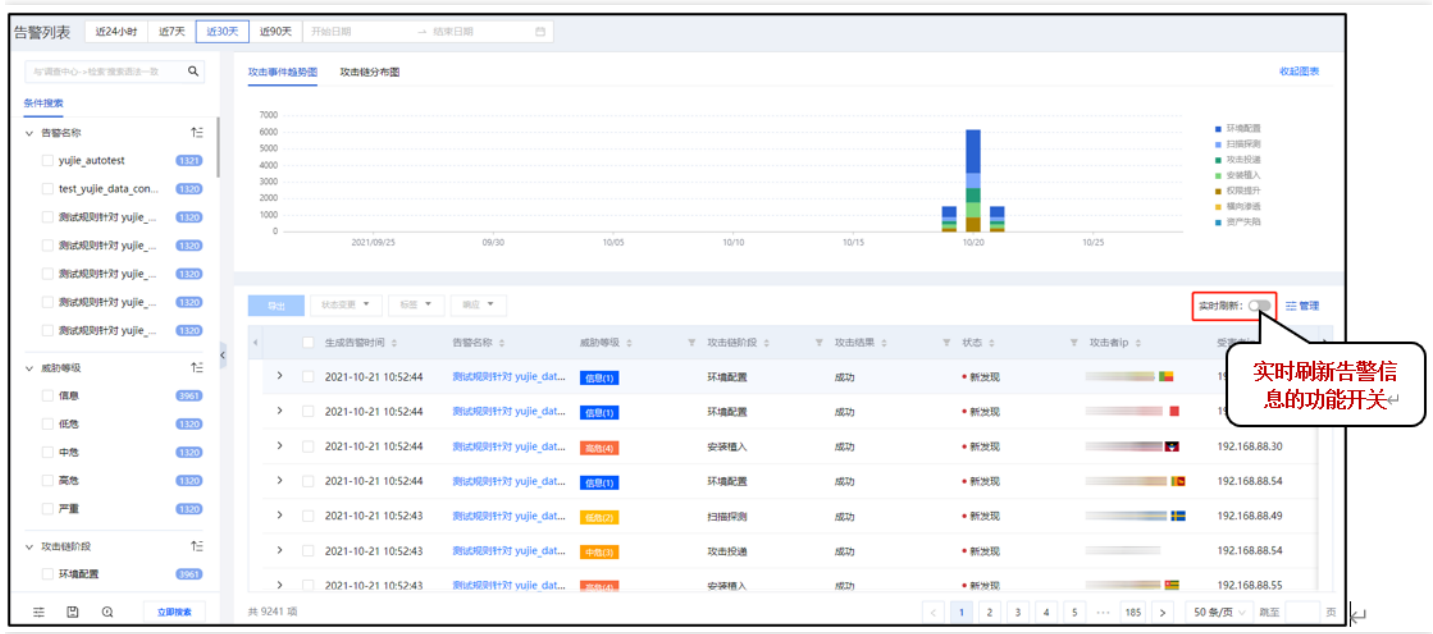 告警列表 近24小时 近7天 近30天 近90天 开始日期 → 结束日期
与“调查中心->检索”搜索语法一致
条件搜索
告警名称
yujie_autotest 1321
test_yujie_data_con... 1320
测试规则针对 yujie_... 1320
测试规则针对 yujie_... 1320
测试规则针对 yujie_... 1320
测试规则针对 yujie_... 1320
测试规则针对 yujie_... 1320
威胁等级
信息 3961
低危 1320
中危 1320
高危 1320
严重 1320
攻击链阶段
环境配置 3961
立即搜索
攻击事件趋势图 攻击链分布图 收起图表
7000
6000
5000
4000
3000
2000
1000
0
2021/09/25 09/30 10/05 10/10 10/15 10/20 10/25
环境配置
扫描探测
攻击投递
安装植入
权限提升
横向渗透
资产失陷
导出 状态变更 标签 响应 实时刷新: 管理
生成告警时间 告警名称 威胁等级 攻击链阶段 攻击结果 状态 攻击者ip
2021-10-21 10:52:44 测试规则针对 yujie_dat... 信息(1) 环境配置 成功 新发现
2021-10-21 10:52:44 测试规则针对 yujie_dat... 信息(1) 环境配置 成功 新发现
2021-10-21 10:52:44 测试规则针对 yujie_dat... 高危(4) 安装植入 成功 新发现 192.168.88.30
2021-10-21 10:52:44 测试规则针对 yujie_dat... 信息(1) 环境配置 成功 新发现 192.168.88.54
2021-10-21 10:52:43 测试规则针对 yujie_dat... 低危(2) 扫描探测 成功 新发现 192.168.88.49
2021-10-21 10:52:43 测试规则针对 yujie_dat... 中危(3) 攻击投递 成功 新发现 192.168.88.54
2021-10-21 10:52:43 测试规则针对 yujie_dat... 高危(4) 安装植入 成功 新发现 192.168.88.55
实时刷新告警信
息的功能开关
共 9241 项 < 1 2 3 4 5 ··· 185 > 50 条/页 跳至 页